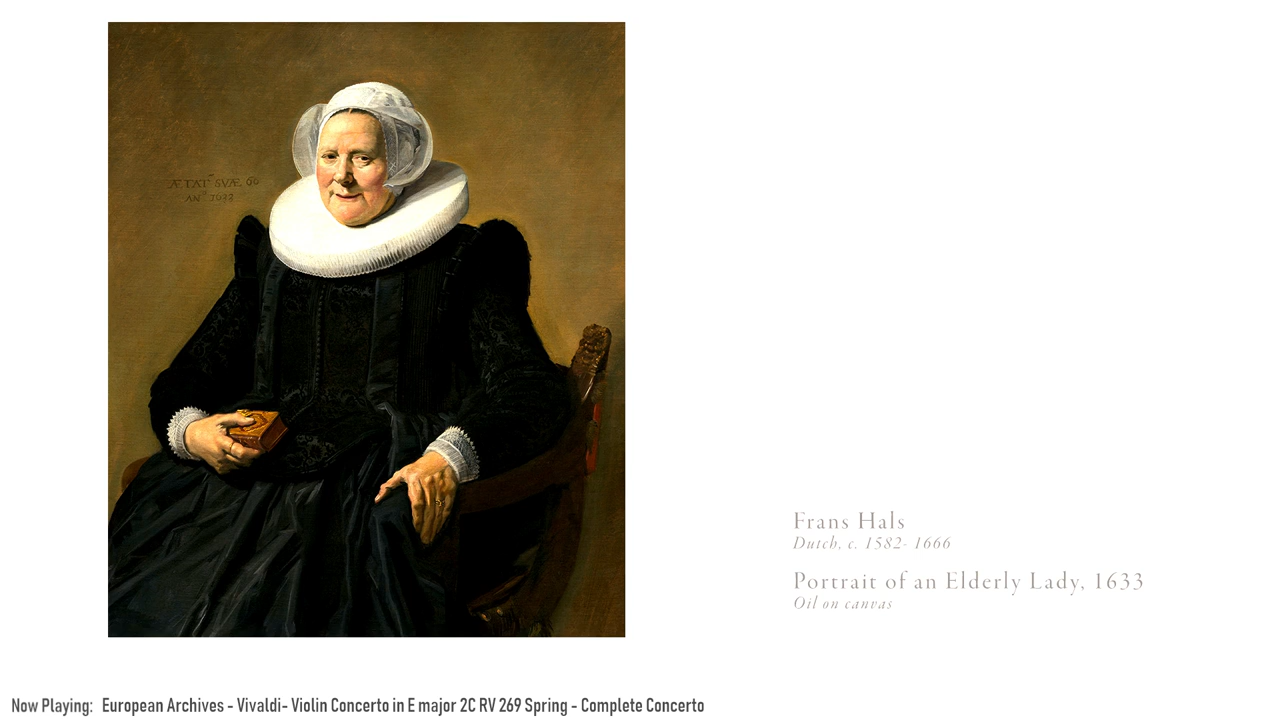 ÆTAT SVÆ 60
AN° 1633
Frans Hals
Dutch, c. 1582- 1666
Portrait of an Elderly Lady, 1633
Oil on canvas
Now Playing: European Archives - Vivaldi- Violin Concerto in E major 2C RV 269 Spring - Complete Concerto